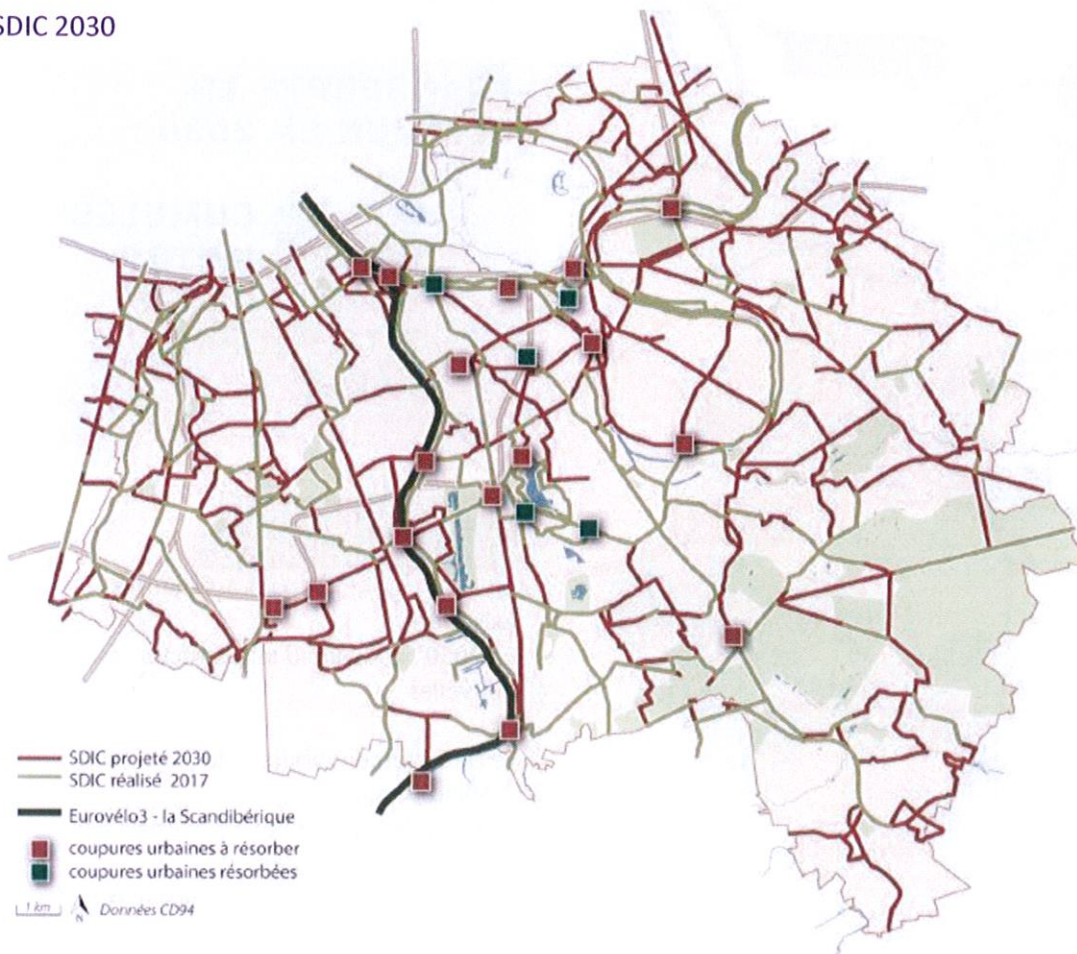 SDIC 2030
SDIC projeté 2030
SDIC réalisé 2017
Eurovélo3 - la Scandibérique
coupures urbaines à résorber
coupures urbaines résorbées
1 km N Données CD94